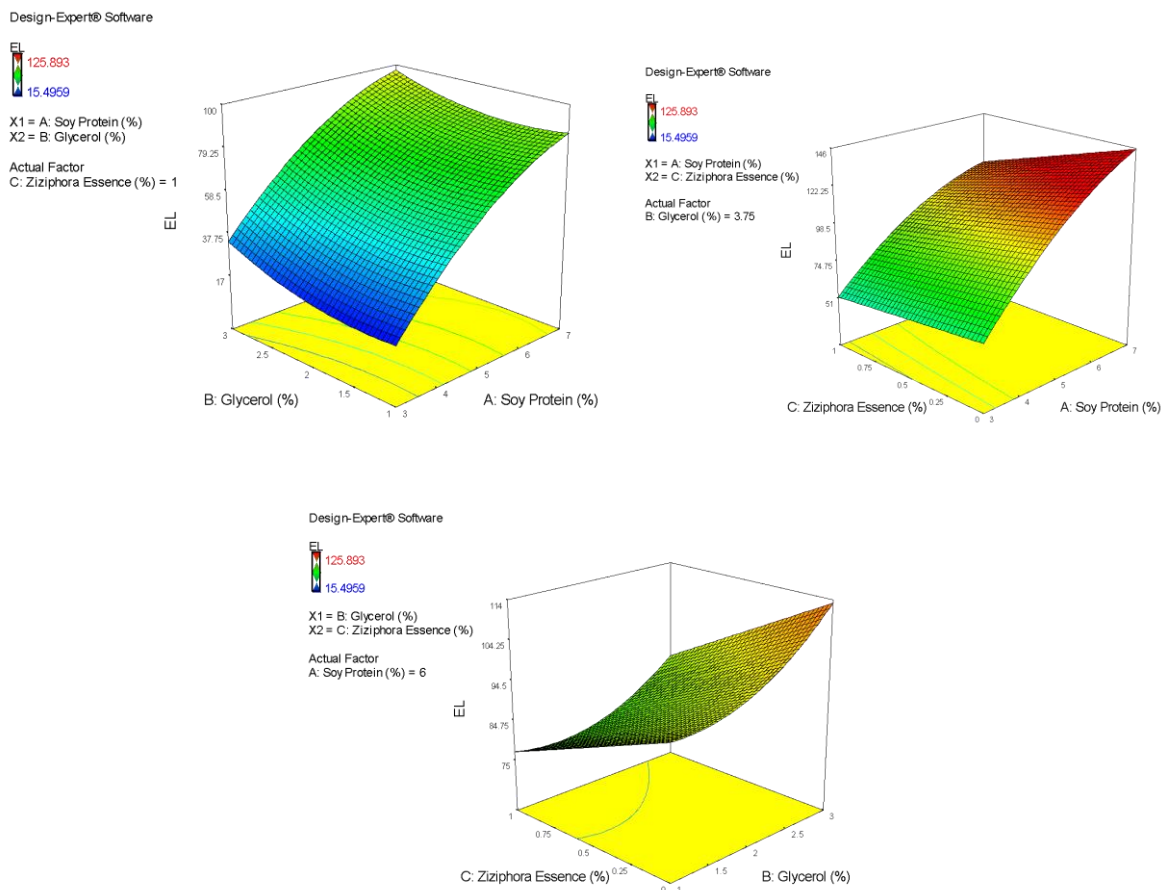 Design-Expert® Software
EL
125.893
15.4959
X1 = A: Soy Protein (%)
X2 = B: Glycerol (%)
Actual Factor
C: Ziziphora Essence (%) = 1
100
79.25
58.5
37.75
17
EL
3
2.5
2
1.5
1
3
4
5
6
7
B: Glycerol (%)
A: Soy Protein (%)
Design-Expert® Software
EL
125.893
15.4959
X1 = A: Soy Protein (%)
X2 = C: Ziziphora Essence (%)
Actual Factor
B: Glycerol (%) = 3.75
146
122.25
98.5
74.75
51
EL
1
0.75
0.5
0.25
0
3
4
5
6
7
C: Ziziphora Essence (%)
A: Soy Protein (%)
Design-Expert® Software
EL
125.893
15.4959
X1 = B: Glycerol (%)
X2 = C: Ziziphora Essence (%)
Actual Factor
A: Soy Protein (%) = 6
114
104.25
94.5
84.75
75
EL
1
0.75
0.5
0.25
0
1
1.5
2
2.5
3
C: Ziziphora Essence (%)
B: Glycerol (%)